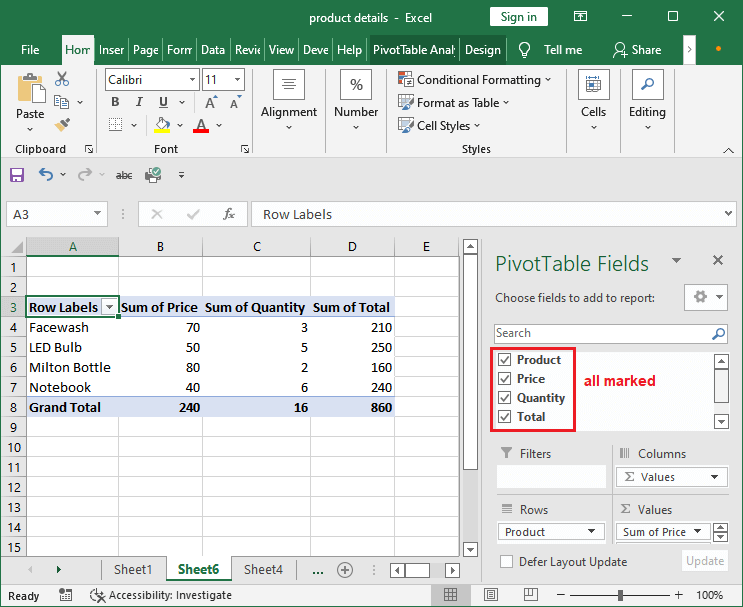 product details - Excel Sign in
File Hom Inser Page Forr Data Revi View Deve Help PivotTable Analy Design Tell me Share
Calibri 11
Paste
B I U A A
A
Alignment
%
Number
Conditional Formatting
Format as Table
Cell Styles
Cells
Editing
Clipboard Font Styles
abc
A3 fx Row Labels
A B C D E
1
2
3 Row Labels Sum of Price Sum of Quantity Sum of Total
4 Facewash 70 3 210
5 LED Bulb 50 5 250
6 Milton Bottle 80 2 160
7 Notebook 40 6 240
8 Grand Total 240 16 860
9
10
11
12
13
14
15
PivotTable Fields
Choose fields to add to report:
Search
Product
Price all marked
Quantity
Total
Filters Columns
Σ Values
Rows Σ Values
Product Sum of Price
Defer Layout Update Update
Sheet1 Sheet6 Sheet4 ...
Ready Accessibility: Investigate 100%